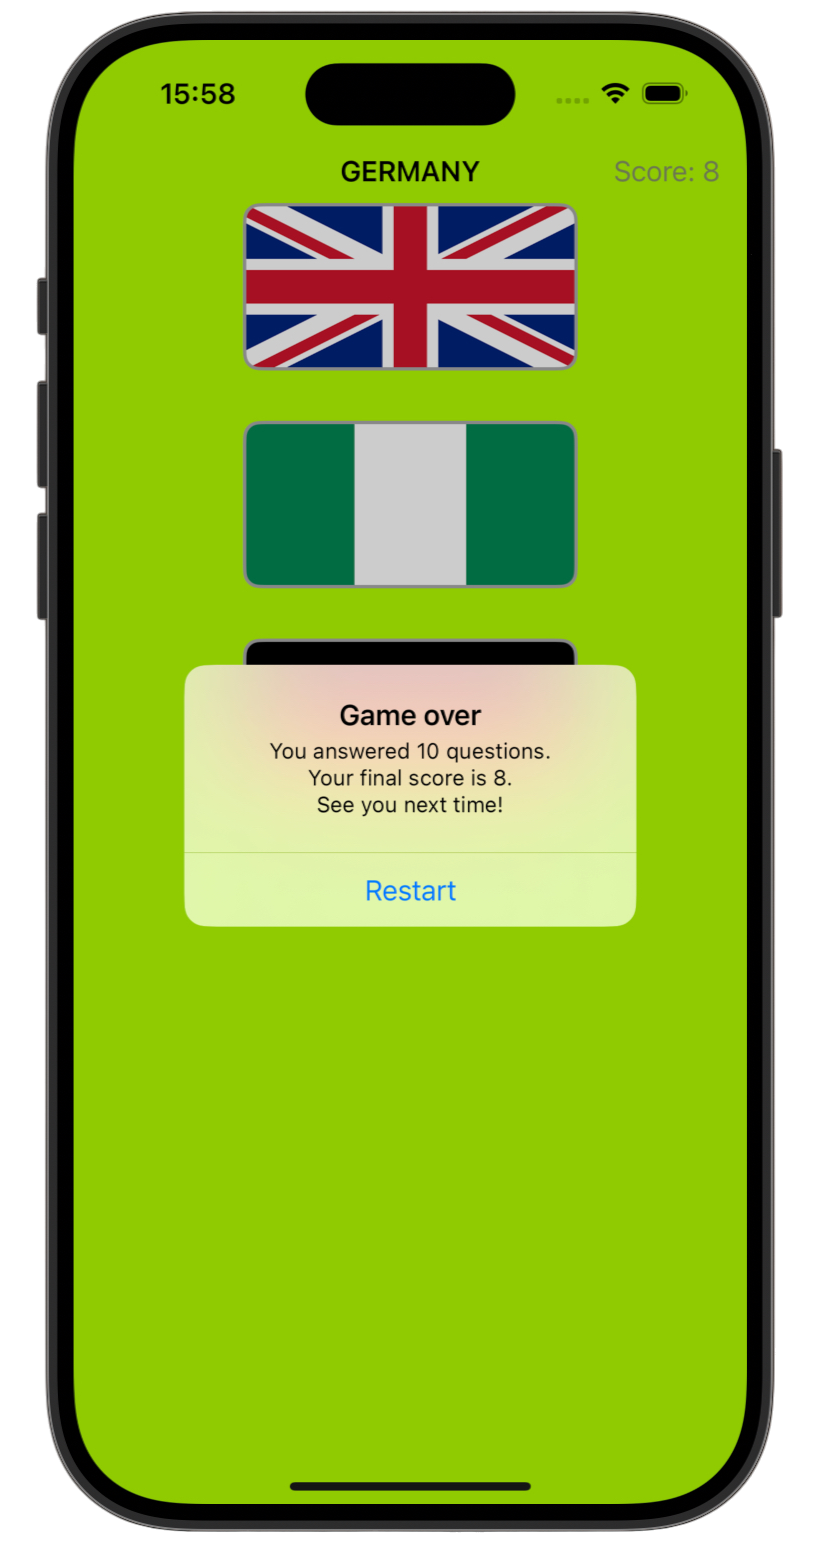 15:58
GERMANY
Score: 8
Game over
You answered 10 questions.
Your final score is 8.
See you next time!
Restart